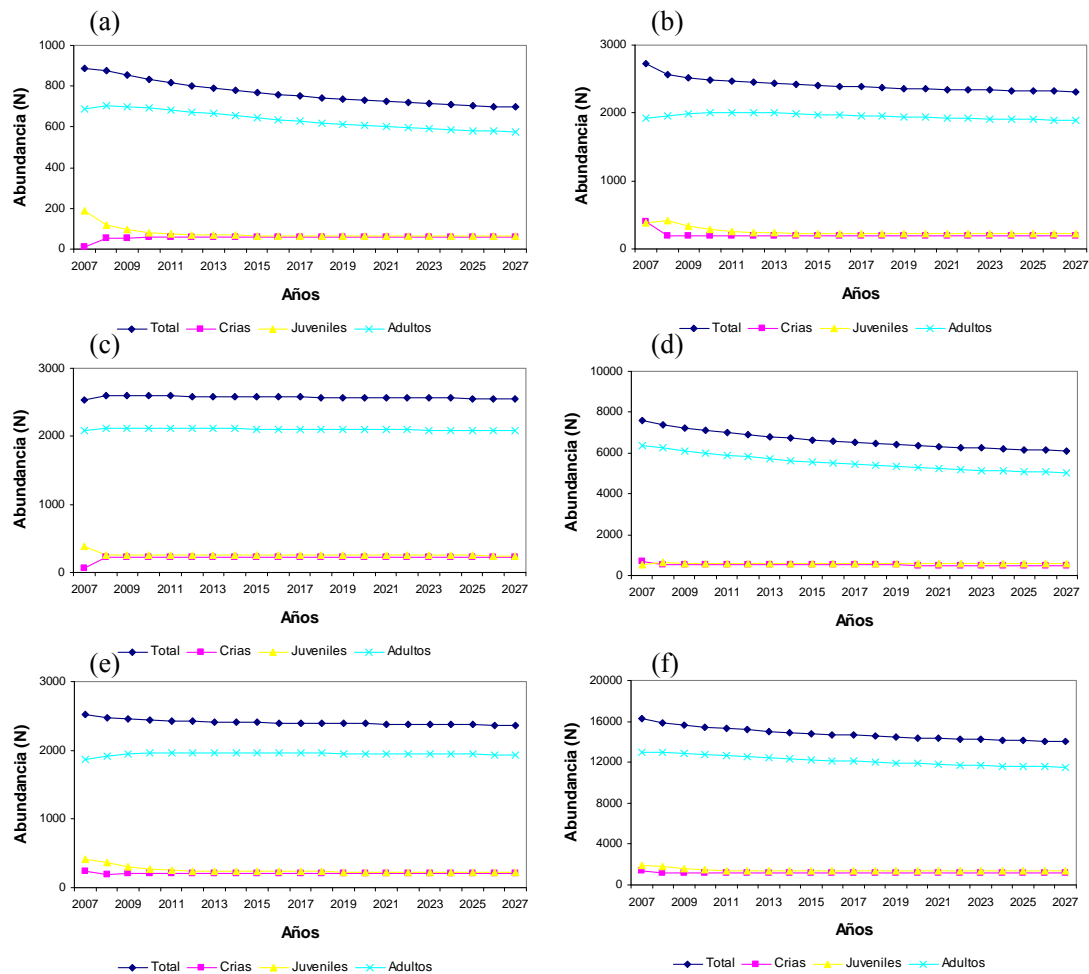 (a)
Abundancia (N)
1000
800
600
400
200
0
2007 2009 2011 2013 2015 2017 2019 2021 2023 2025 2027
Años
Total Crias Juveniles Adultos
(b)
Abundancia (N)
3000
2000
1000
0
2007 2009 2011 2013 2015 2017 2019 2021 2023 2025 2027
Años
Total Crias Juveniles Adultos
(c)
Abundancia (N)
3000
2000
1000
0
2007 2009 2011 2013 2015 2017 2019 2021 2023 2025 2027
Años
Total Crias Juveniles Adultos
(d)
Abundancia (N)
10000
8000
6000
4000
2000
0
2007 2009 2011 2013 2015 2017 2019 2021 2023 2025 2027
Años
Total Crias Juveniles Adultos
(e)
Abundancia (N)
3000
2000
1000
0
2007 2009 2011 2013 2015 2017 2019 2021 2023 2025 2027
Años
Total Crias Juveniles Adultos
(f)
Abundancia (N)
20000
16000
12000
8000
4000
0
2007 2009 2011 2013 2015 2017 2019 2021 2023 2025 2027
Años
Total Crias Juveniles Adultos